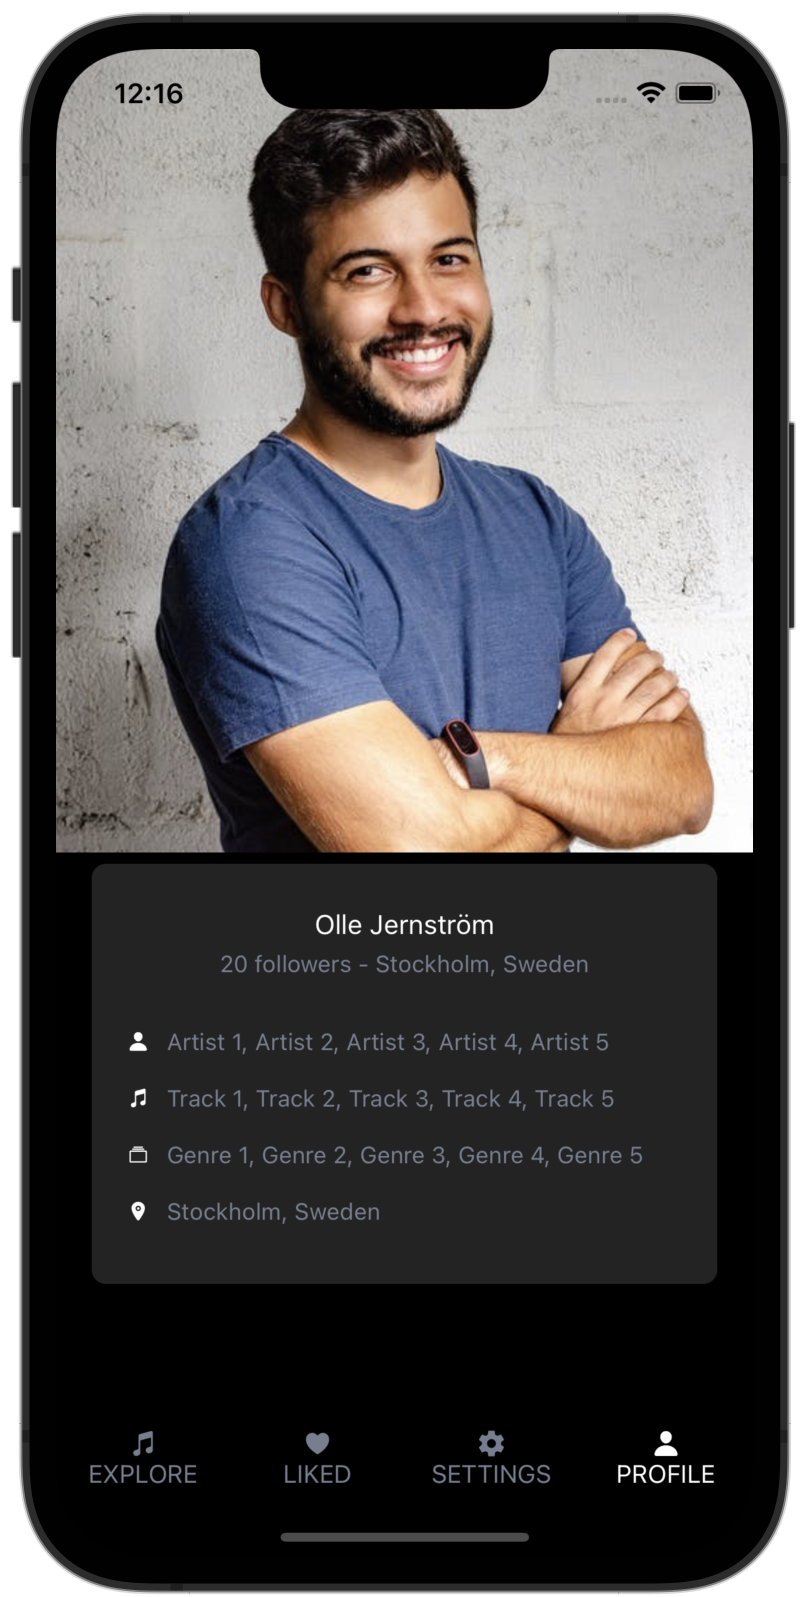 12:16
Olle Jernström
20 followers - Stockholm, Sweden
Artist 1, Artist 2, Artist 3, Artist 4, Artist 5
Track 1, Track 2, Track 3, Track 4, Track 5
Genre 1, Genre 2, Genre 3, Genre 4, Genre 5
Stockholm, Sweden
EXPLORE LIKED SETTINGS PROFILE